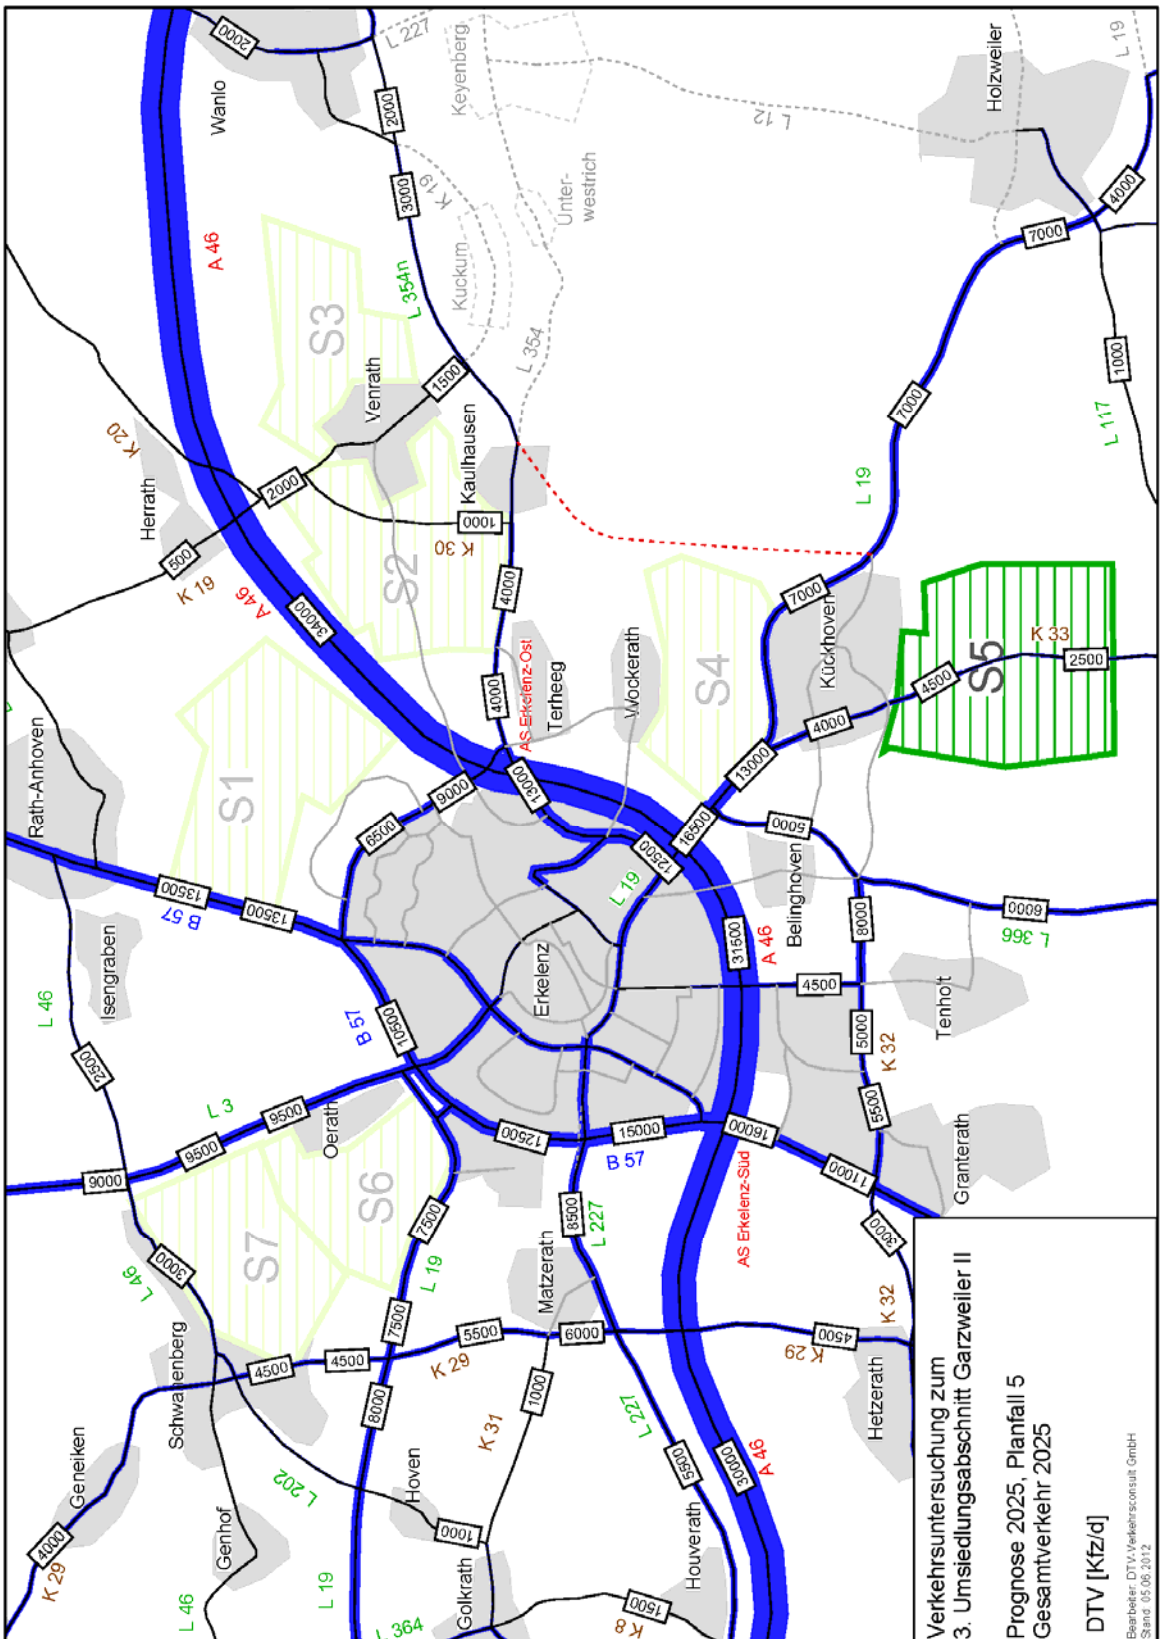 Verkehrsuntersuchung zum
3. Umsiedlungsabschnitt Garzweiler II
Prognose 2025, Planfall 5
Gesamtverkehr 2025
DTV [Kfz/d]
Bearbeiter: DTV-Verkehrsconsult GmbH
Stand: 05.06.2012
K 29
4000
Geneiken
L 46
Genhof
L 19
L 364
Golkrath
1000
Hoven
L 202
K 8
1500
Houverath
5500
L 227
30000
A 46
Schwanenberg
4500
4500
8000
7500
K 29
5500
K 31
1000
6000
Matzerath
K 29
4500
Hetzerath
K 32
3000
L 46
3000
S7
S6
L 19
7500
8500
L 227
AS Erkelenz-Süd
11000
Granterath
9000
9500
9500
L 3
Oerath
12500
15000
B 57
16000
5500
K 32
L 46
2500
Isengraben
B 57
10500
Erkelenz
5000
Tenholt
4500
8000
6000
L 366
Belinghoven
A 46
31500
L 19
12500
16500
5000
13000
13500
B 57
13500
Rath-Anhoven
S1
6500
9000
13000
AS Erkelenz-Ost
Terheeg
4000
4000
Wockerath
S4
4000
Kückhoven
7000
4500
S5
K 33
2500
34000
A 46
K 19
500
Herrath
K 20
2000
S2
K 30
1000
Kaulhausen
Venrath
1500
S3
L 354n
L 354
L 19
7000
L 117
1000
7000
4000
Holzweiler
L 19
L 12
A 46
Wanlo
2000
L 227
2000
3000
K 19
Kuckum
Keyenberg
Unter-
westrich